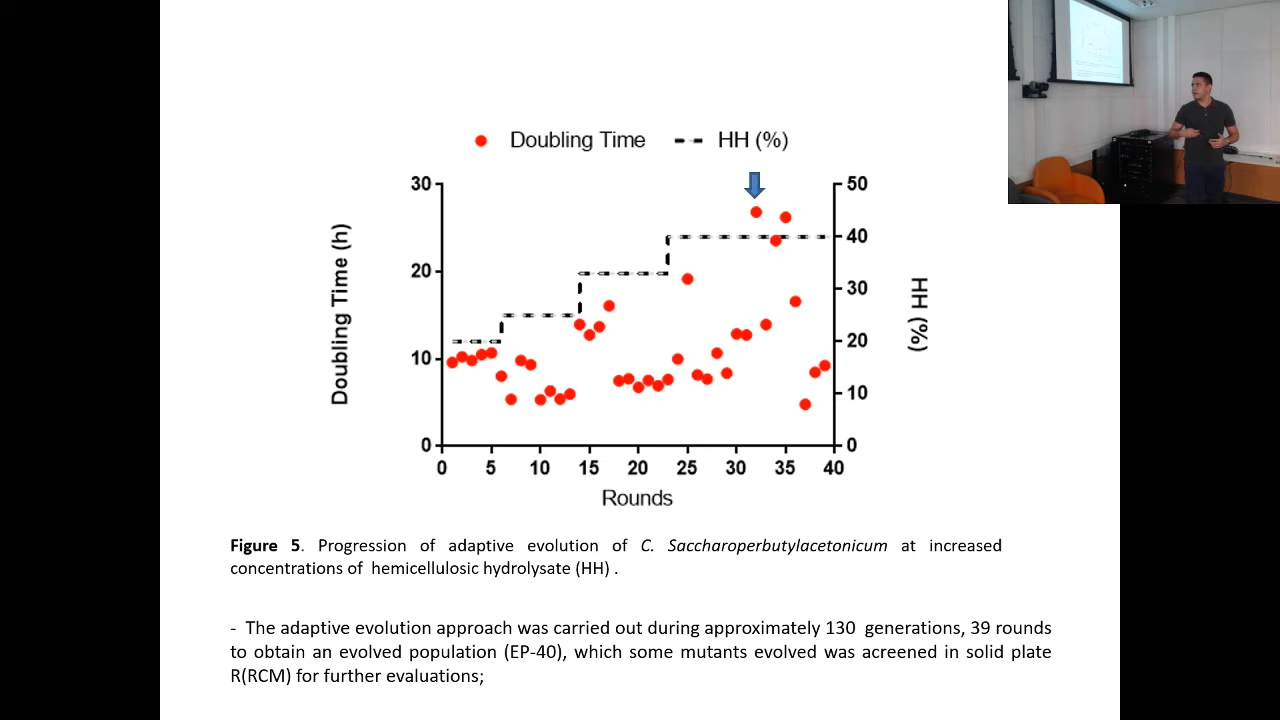 Doubling Time HH (%)
30 50
40
20 30
20
10
10
0 0
0 5 10 15 20 25 30 35 40
Doubling Time (h)
HH (%)
Rounds
Figure 5. Progression of adaptive evolution of C. Saccharoperbutylacetonicum at increased
concentrations of hemicellulosic hydrolysate (HH) .
- The adaptive evolution approach was carried out during approximately 130 generations, 39 rounds
to obtain an evolved population (EP-40), which some mutants evolved was acreened in solid plate
R(RCM) for further evaluations;